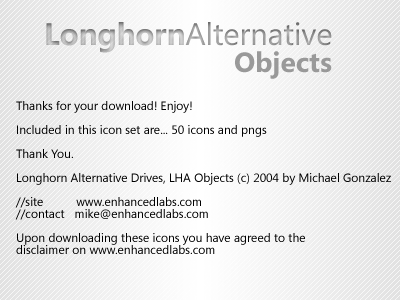 LonghornAlternative
Objects
Thanks for your download! Enjoy!
Included in this icon set are... 50 icons and pngs
Thank You.
Longhorn Alternative Drives, LHA Objects (c) 2004 by Michael Gonzalez
//site www.enhancedlabs.com
//contact mike@enhancedlabs.com
Upon downloading these icons you have agreed to the
disclaimer on www.enhancedlabs.com